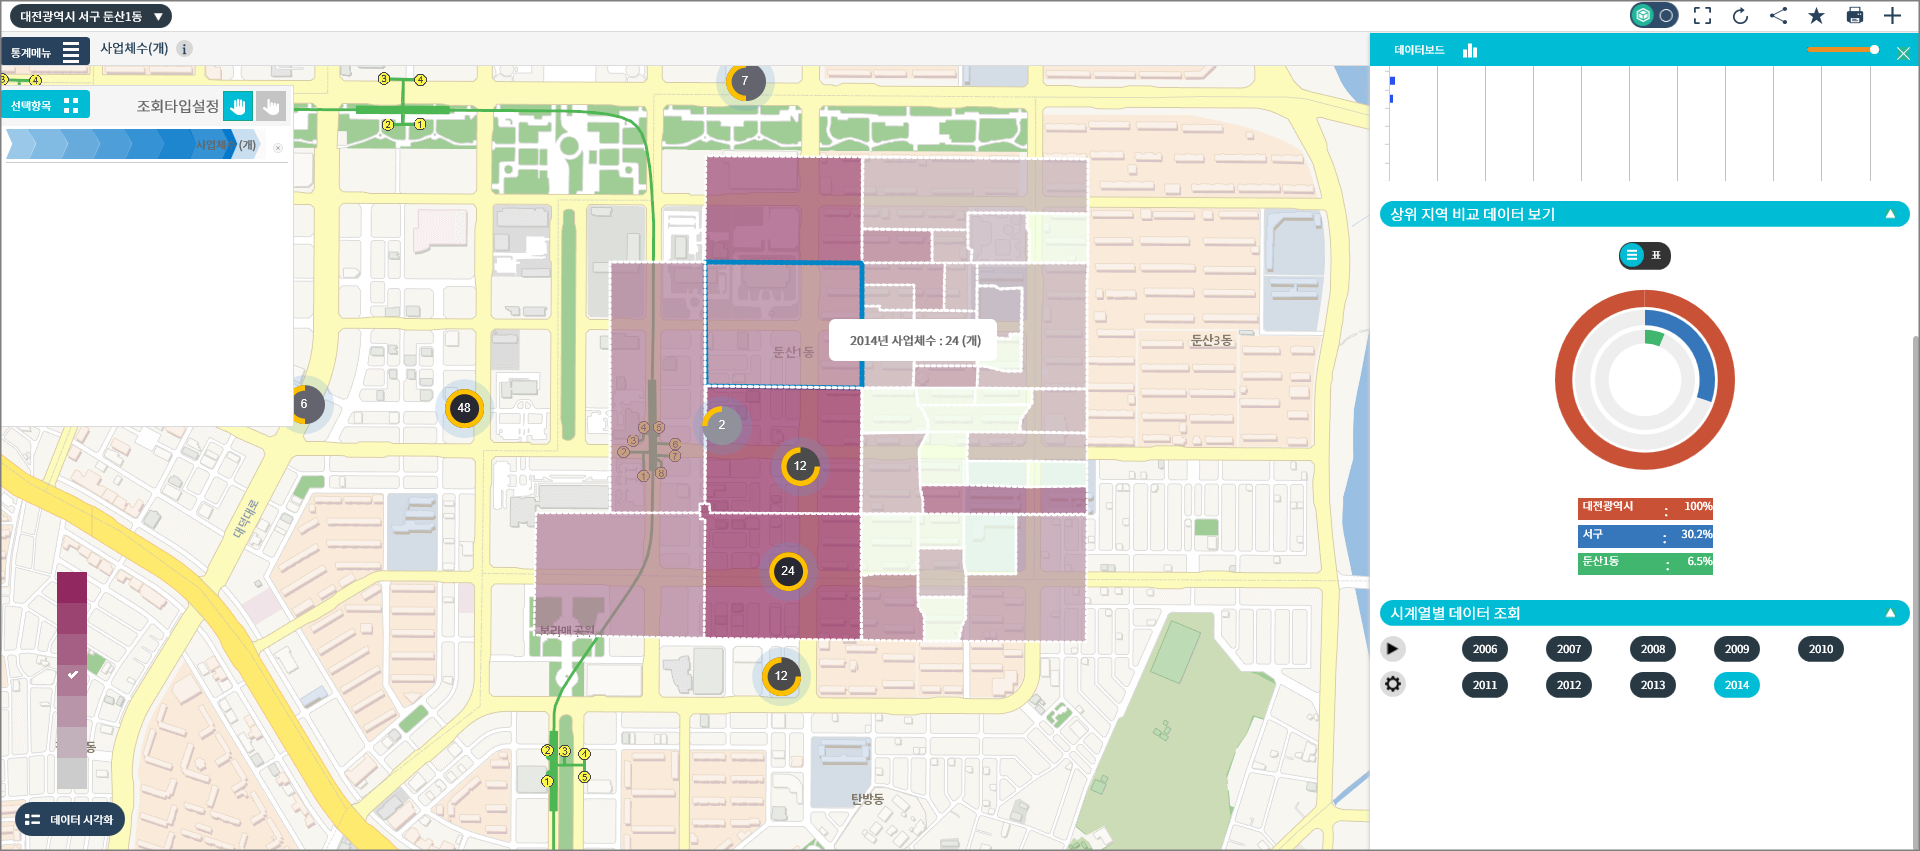 대전광역시 서구 둔산1동 ▼
통계메뉴
사업체수(개)
i
선택항목
조회타입설정
사업체수(개)
데이터보드
상위 지역 비교 데이터 보기
표
대전광역시 : 100%
서구 : 30.2%
둔산1동 : 6.5%
시계열별 데이터 조회
2006 2007 2008 2009 2010
2011 2012 2013 2014
3 4
3 4
2 1
7
둔산1동
2014년 사업체수 : 24 (개)
둔산3동
6
48
2
12
4 5
3 6
2 7
1 8
대덕대로
24
보라매공원
12
2 3 4
1 5
탄방동
동
데이터 시각화